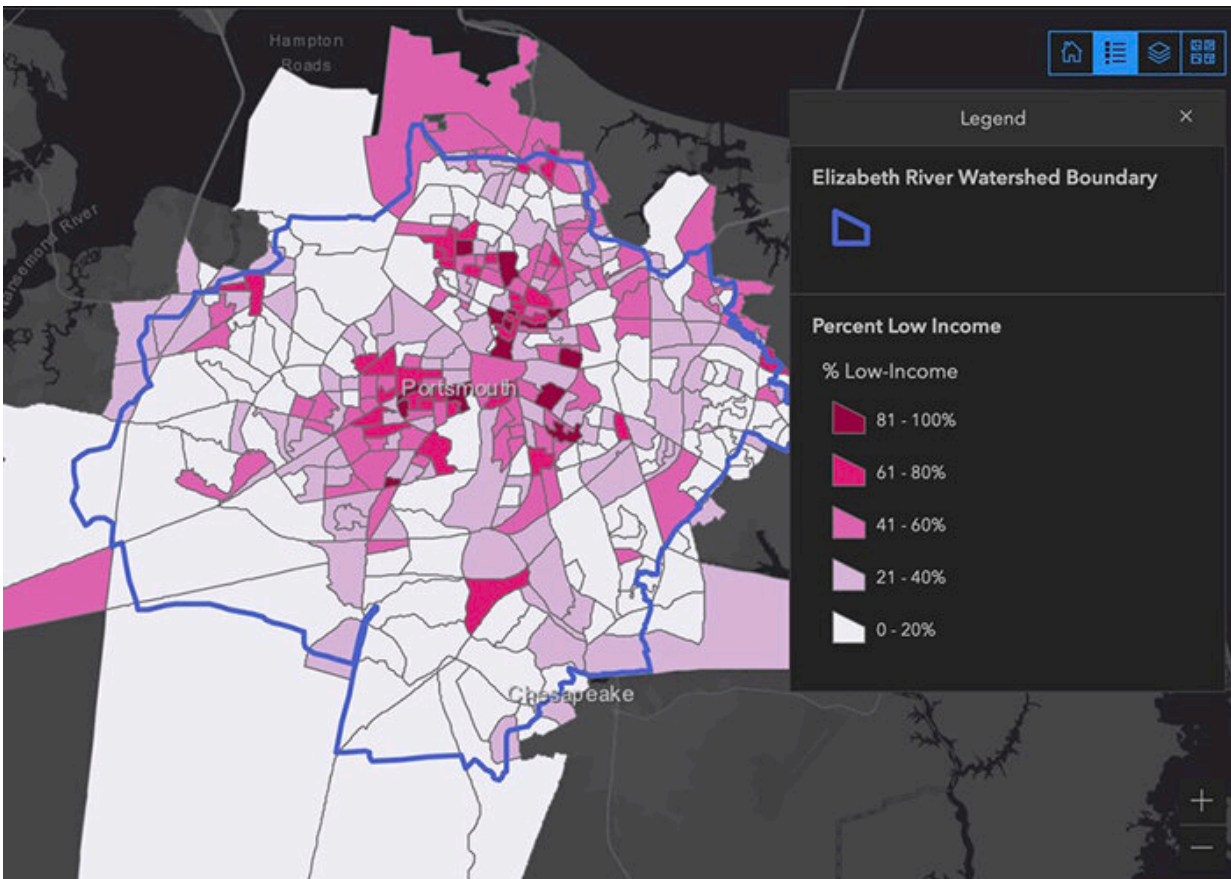 Hampton
Roads
Nansemond River
Portsmouth
Chesapeake
Legend
Elizabeth River Watershed Boundary
Percent Low Income
% Low-Income
81 - 100%
61 - 80%
41 - 60%
21 - 40%
0 - 20%